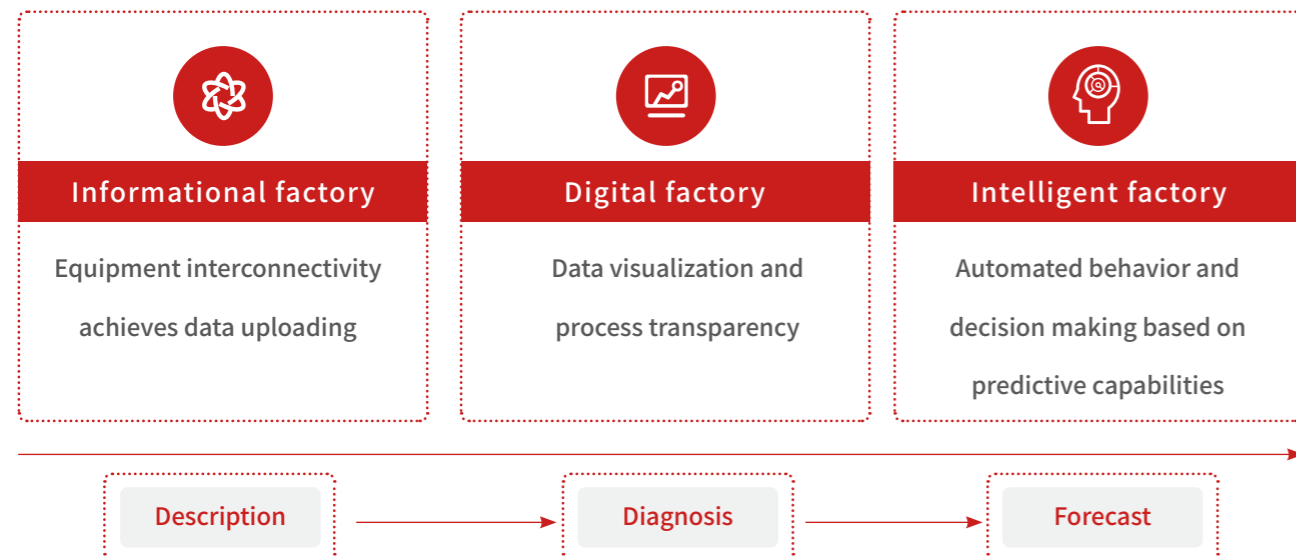 Informational factory
Equipment interconnectivity
achieves data uploading
Digital factory
Data visualization and
process transparency
Intelligent factory
Automated behavior and
decision making based on
predictive capabilities
Description
Diagnosis
Forecast